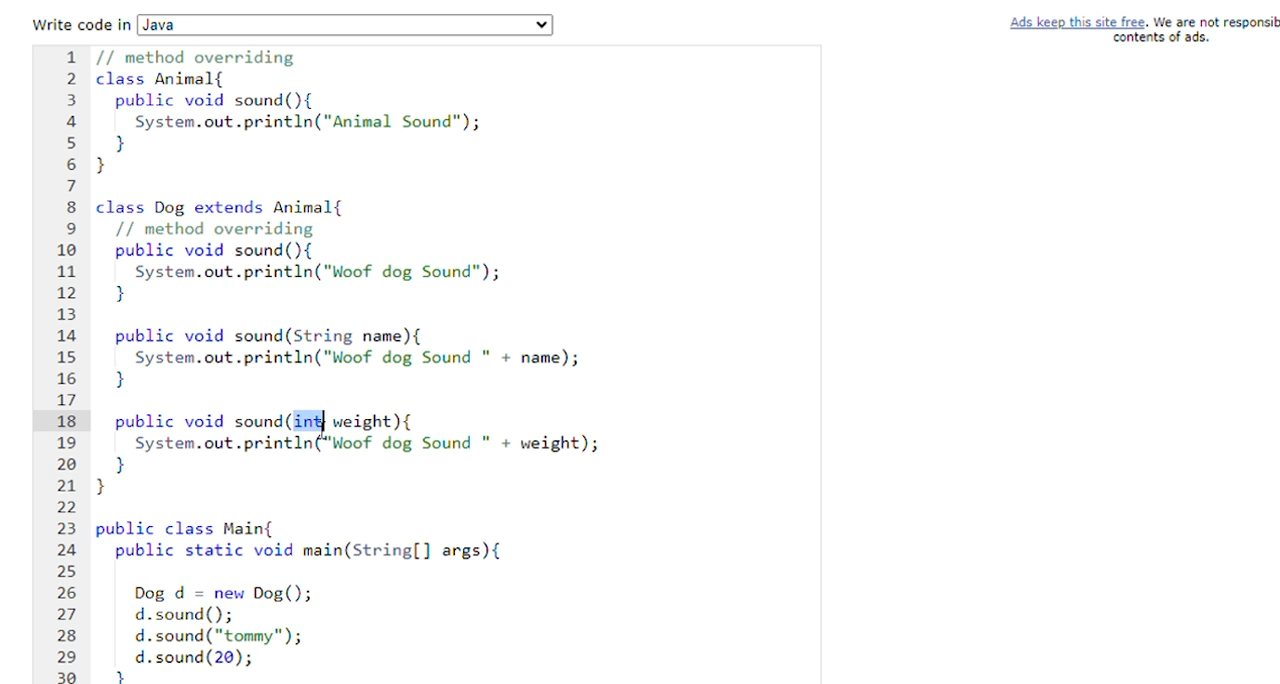 Write code in Java
Ads keep this site free. We are not responsib
contents of ads.
1 // method overriding
2 class Animal{
3 public void sound(){
4 System.out.println("Animal Sound");
5 }
6 }
7
8 class Dog extends Animal{
9 // method overriding
10 public void sound(){
11 System.out.println("Woof dog Sound");
12 }
13
14 public void sound(String name){
15 System.out.println("Woof dog Sound " + name);
16 }
17
18 public void sound(int weight){
19 System.out.println("Woof dog Sound " + weight);
20 }
21 }
22
23 public class Main{
24 public static void main(String[] args){
25
26 Dog d = new Dog();
27 d.sound();
28 d.sound("tommy");
29 d.sound(20);
30 }